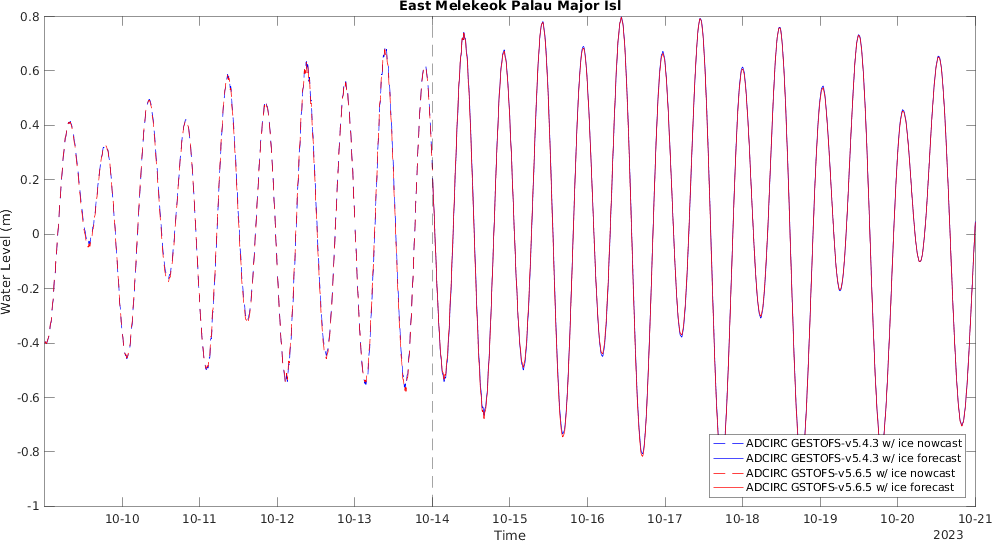 East Melekeok Palau Major Isl
0.8
0.6
0.4
0.2
0
-0.2
-0.4
-0.6
-0.8
-1
Water Level (m)
10-10 10-11 10-12 10-13 10-14 10-15 10-16 10-17 10-18 10-19 10-20 10-21
Time
2023
ADCIRC GESTOFS-v5.4.3 w/ ice nowcast
ADCIRC GESTOFS-v5.4.3 w/ ice forecast
ADCIRC GSTOFS-v5.6.5 w/ ice nowcast
ADCIRC GSTOFS-v5.6.5 w/ ice forecast